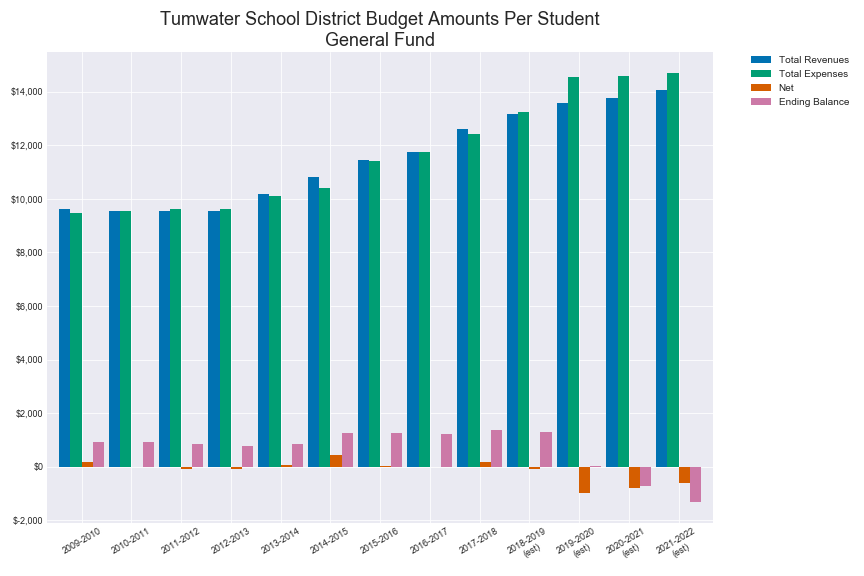 Tumwater School District Budget Amounts Per Student
General Fund
Total Revenues
Total Expenses
Net
Ending Balance
$14,000
$12,000
$10,000
$8,000
$6,000
$4,000
$2,000
$0
$-2,000
2009-2010
2010-2011
2011-2012
2012-2013
2013-2014
2014-2015
2015-2016
2016-2017
2017-2018
2018-2019
(est)
2019-2020
(est)
2020-2021
(est)
2021-2022
(est)